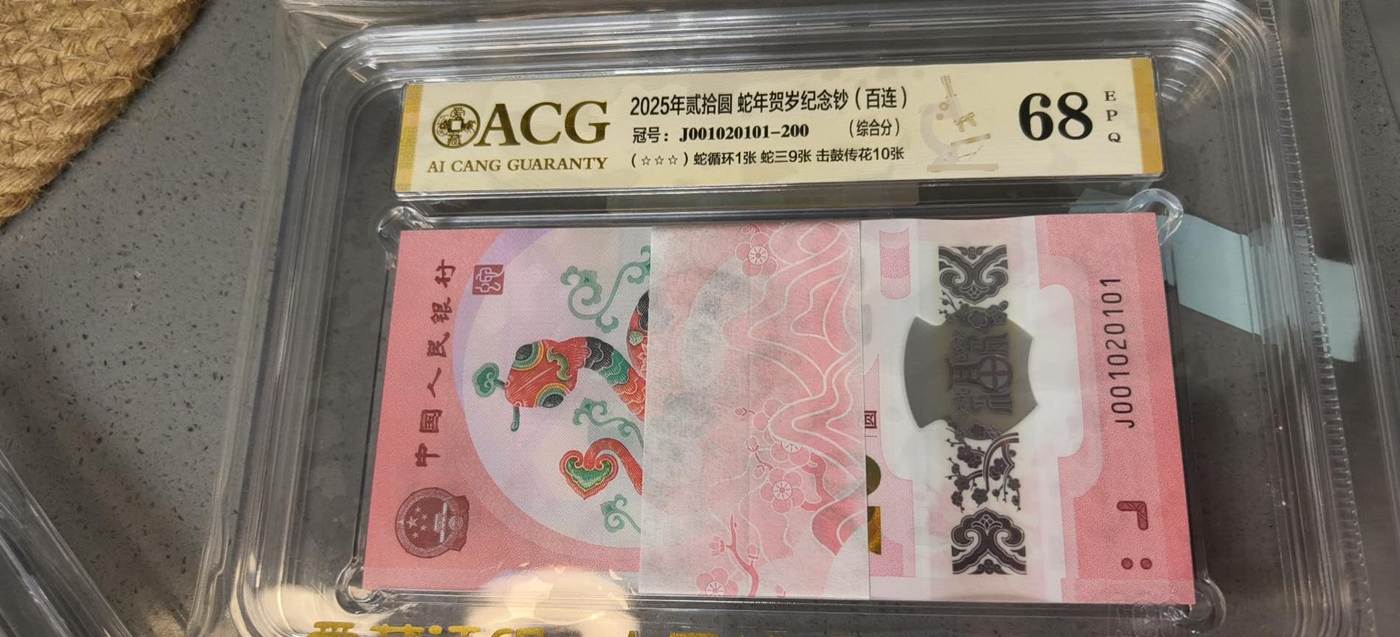 ACG
AI CANG GUARANTY
2025年贰拾圆 蛇年贺岁纪念钞（百连）
冠号：J001020101-200 （综合分）
（☆☆☆）蛇循环1张 蛇三9张 击鼓传花10张
68
EPQ
中国人民银行
圆
J001020101